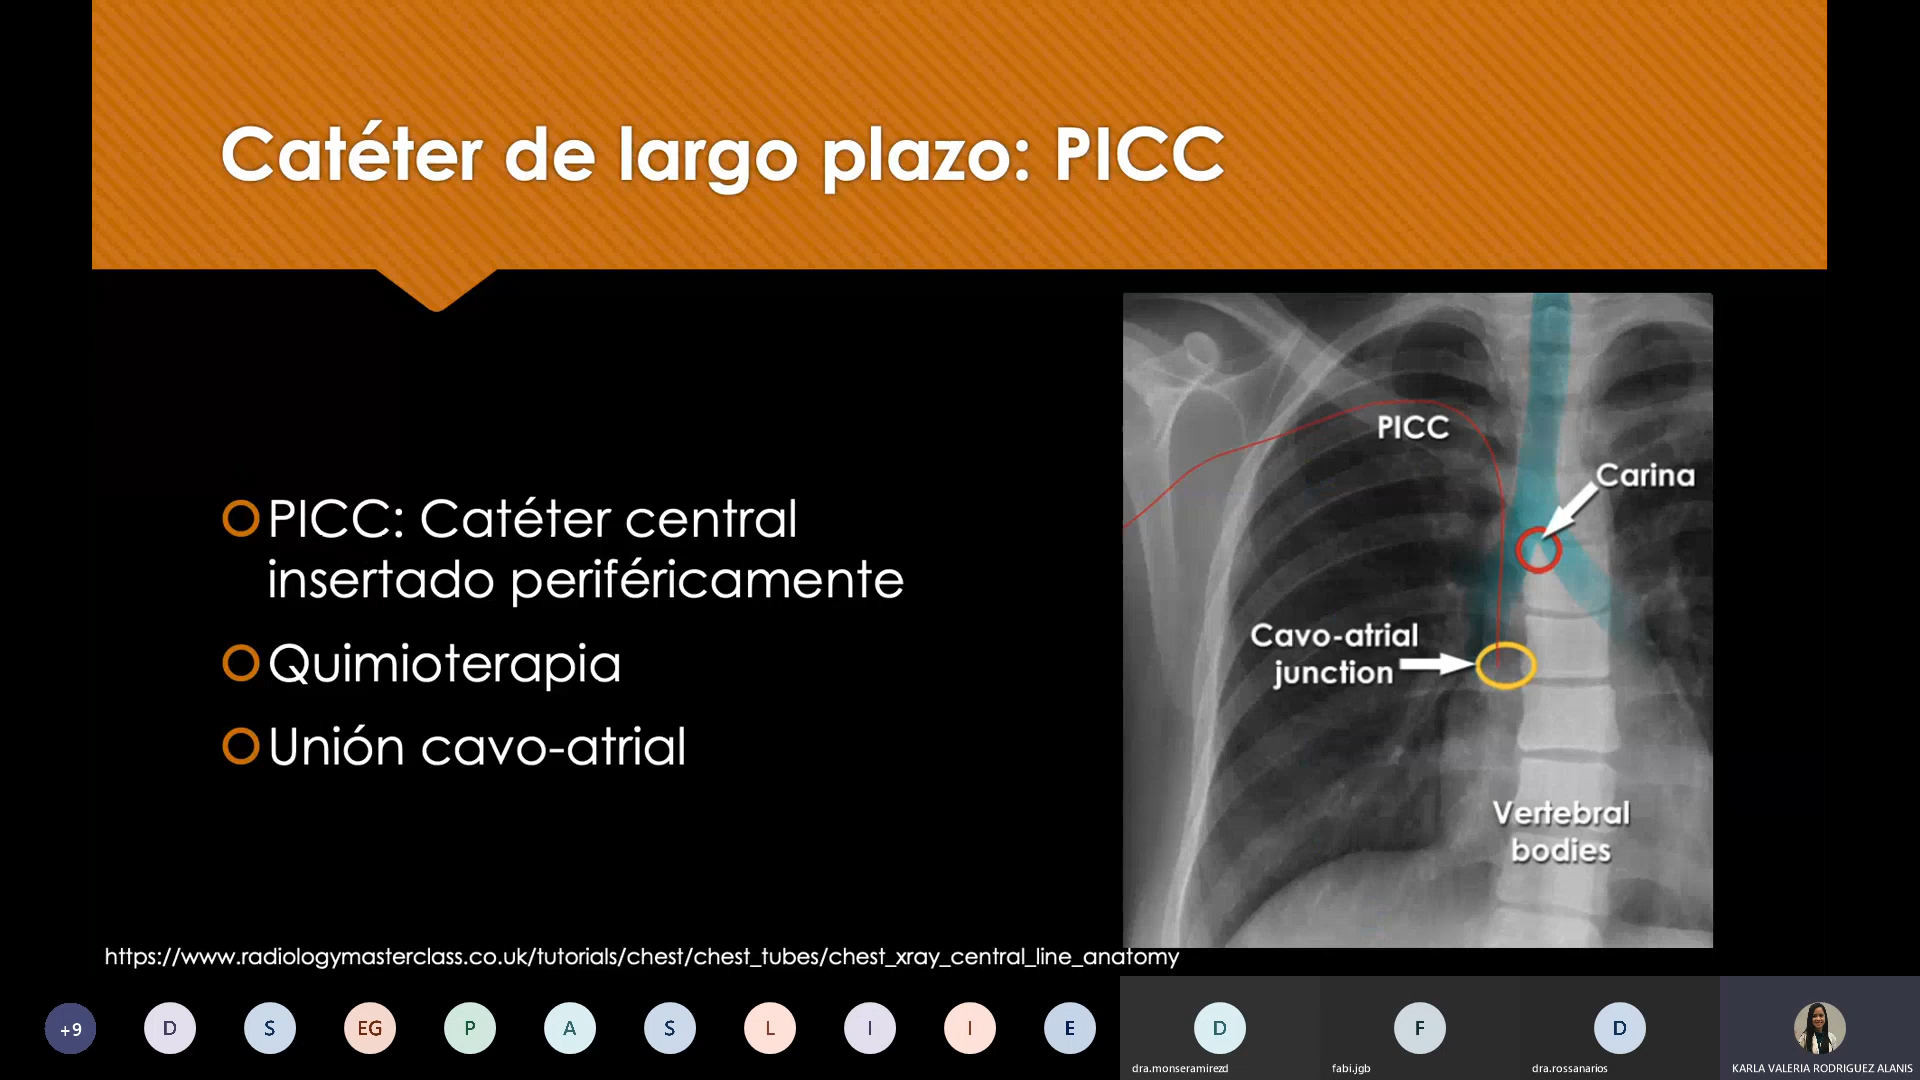 Catéter de largo plazo: PICC
PICC: Catéter central
insertado periféricamente
Quimioterapia
Unión cavo-atrial
PICC
Carina
Cavo-atrial
junction
Vertebral
bodies
https://www.radiologymasterclass.co.uk/tutorials/chest/chest_tubes/chest_xray_central_line_anatomy
+9
D
S
EG
P
A
S
L
I
I
E
D
F
D
dra.monseramirezd
fabi.jgb
dra.rossanarios
KARLA VALERIA RODRIGUEZ ALANIS